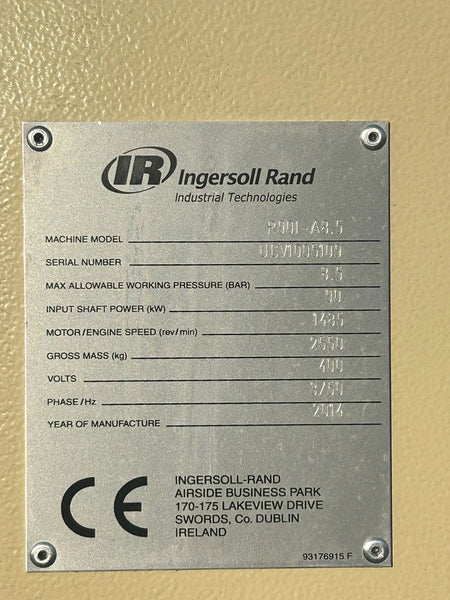 IR Ingersoll Rand
Industrial Technologies
MACHINE MODEL R90I-A8.5
SERIAL NUMBER UCV1005109
MAX ALLOWABLE WORKING PRESSURE (BAR) 8.5
INPUT SHAFT POWER (kW) 90
MOTOR/ENGINE SPEED (rev/min) 1485
GROSS MASS (kg) 2550
VOLTS 400
PHASE/Hz 3/50
YEAR OF MANUFACTURE 2014
CE
INGERSOLL-RAND
AIRSIDE BUSINESS PARK
170-175 LAKEVIEW DRIVE
SWORDS, Co. DUBLIN
IRELAND
93176915 F